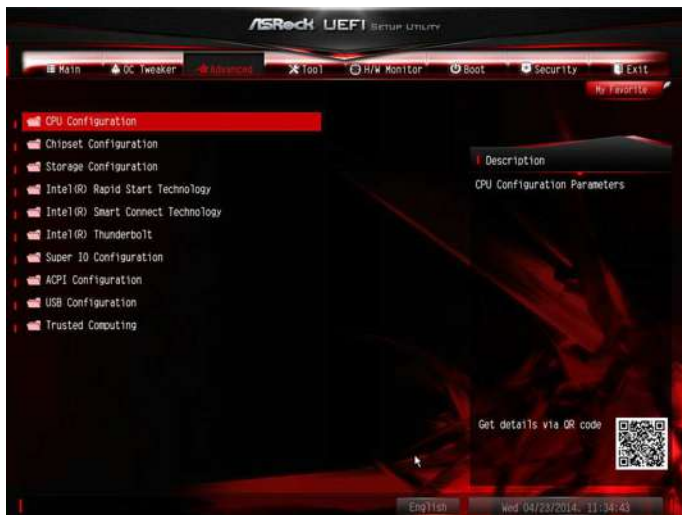 ASRock UEFI SETUP UTILITY
Main OC Tweaker Advanced Tool H/W Monitor Boot Security Exit
My Favorite
CPU Configuration
Chipset Configuration
Storage Configuration
Intel(R) Rapid Start Technology
Intel(R) Smart Connect Technology
Intel(R) Thunderbolt
Super IO Configuration
ACPI Configuration
USB Configuration
Trusted Computing
Description
CPU Configuration Parameters
Get details via QR code
English
Wed 04/23/2014. 11:34:43